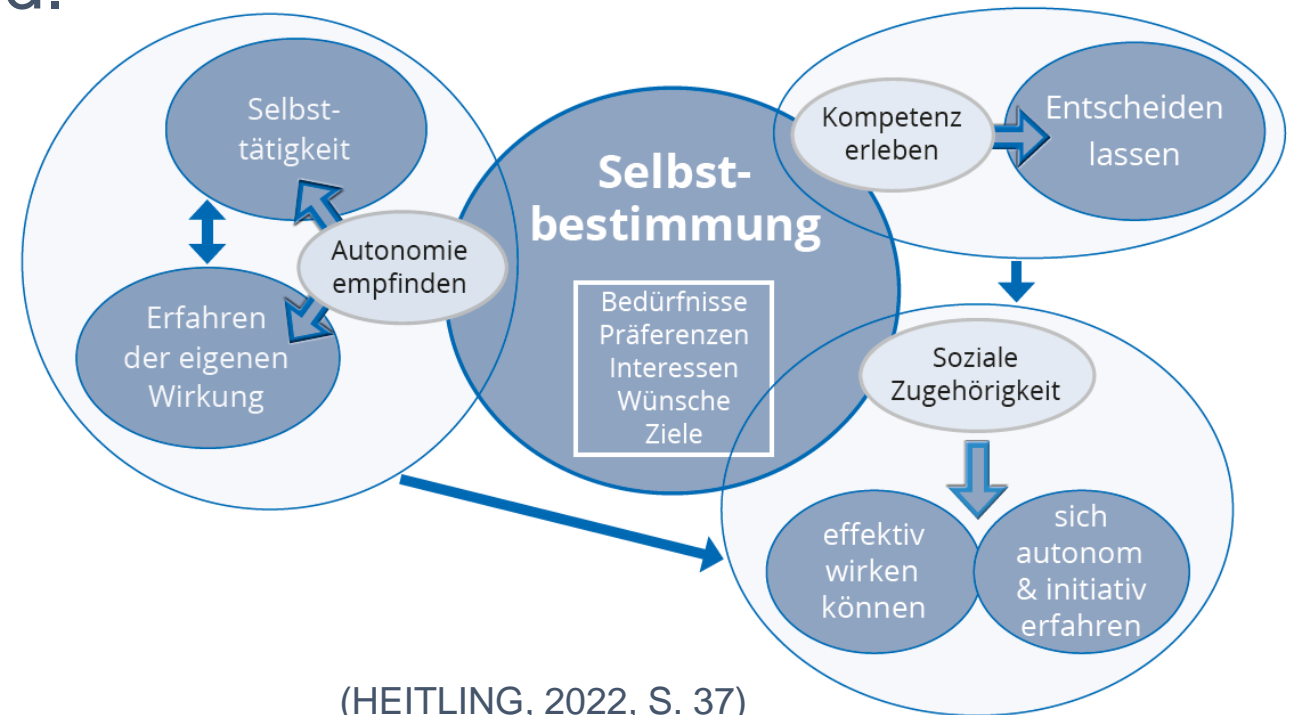 Selbst-
tätigkeit
Autonomie
empfinden
Erfahren
der eigenen
Wirkung
Selbst-
bestimmung
Bedürfnisse
Präferenzen
Interessen
Wünsche
Ziele
Kompetenz
erleben
Entscheiden
lassen
Soziale
Zugehörigkeit
effektiv
wirken
können
sich
autonom
& initiativ
erfahren
(HEITLING, 2022, S. 37)